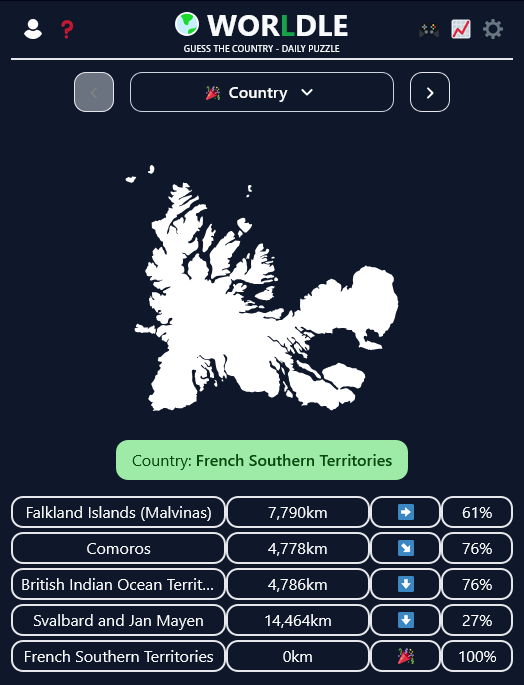 WORLDLE
GUESS THE COUNTRY - DAILY PUZZLE
Country
Country: French Southern Territories
Falkland Islands (Malvinas) 7,790km 61%
Comoros 4,778km 76%
British Indian Ocean Territ... 4,786km 76%
Svalbard and Jan Mayen 14,464km 27%
French Southern Territories 0km 100%